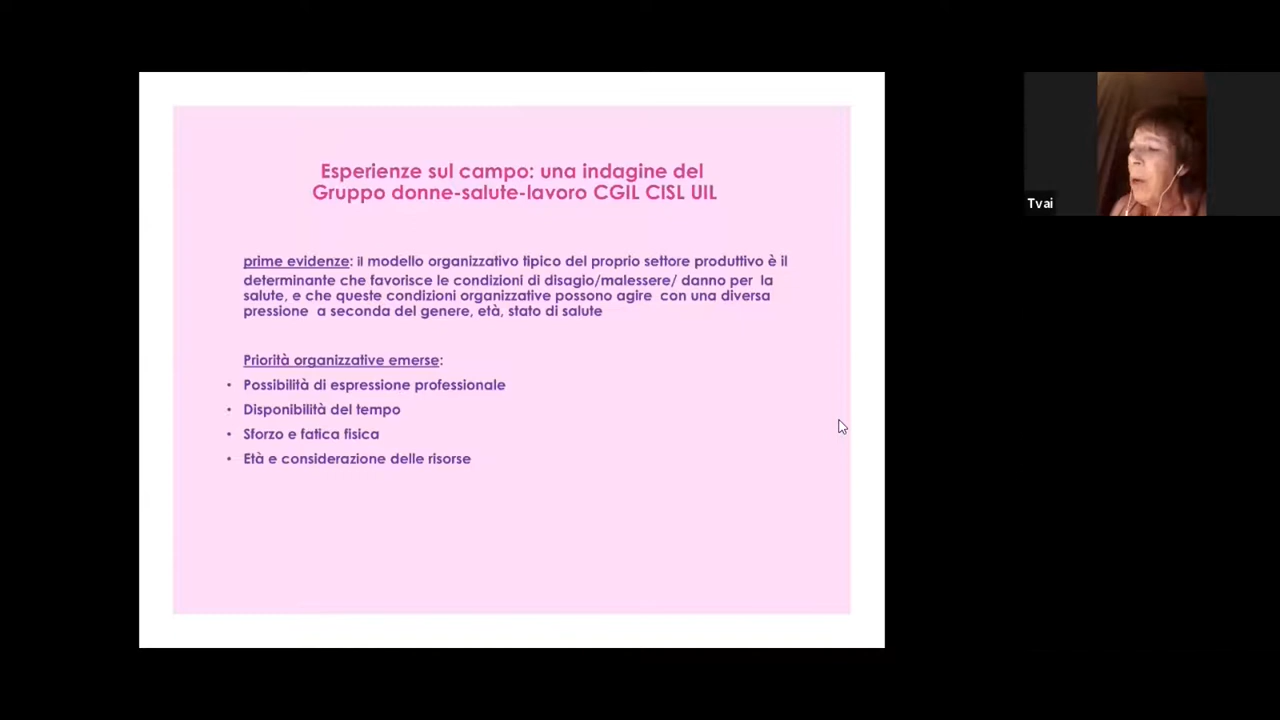 Esperienze sul campo: una indagine del
Gruppo donne-salute-lavoro CGIL CISL UIL
prime evidenze: il modello organizzativo tipico del proprio settore produttivo è il
determinante che favorisce le condizioni di disagio/malessere/ danno per la
salute, e che queste condizioni organizzative possono agire con una diversa
pressione a seconda del genere, età, stato di salute
Priorità organizzative emerse:
• Possibilità di espressione professionale
• Disponibilità del tempo
• Sforzo e fatica fisica
• Età e considerazione delle risorse
Tvai